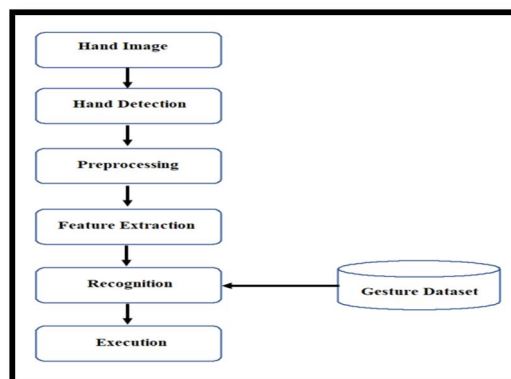 Hand Image
Hand Detection
Preprocessing
Feature Extraction
Recognition
Gesture Dataset
Execution